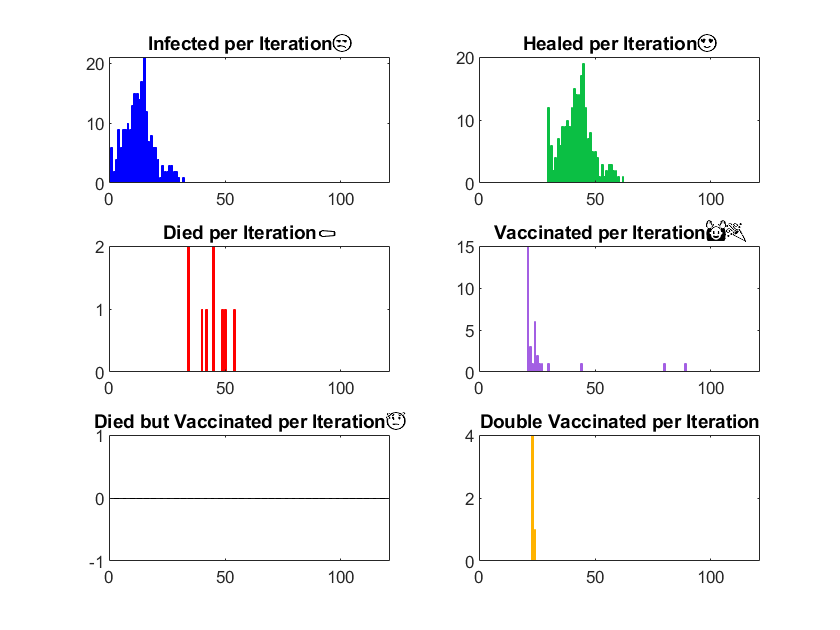 Infected per Iteration😒 Healed per Iteration😍
20
10
0
0 50 100
20
10
0
0 50 100
Died per Iteration⚰
2
1
0
0 50 100
Vaccinated per Iteration🙌🎉
15
10
5
0
0 50 100
Died but Vaccinated per Iteration
1
0
-1
0 50 100
Double Vaccinated per Iteration
4
2
0
0 50 100